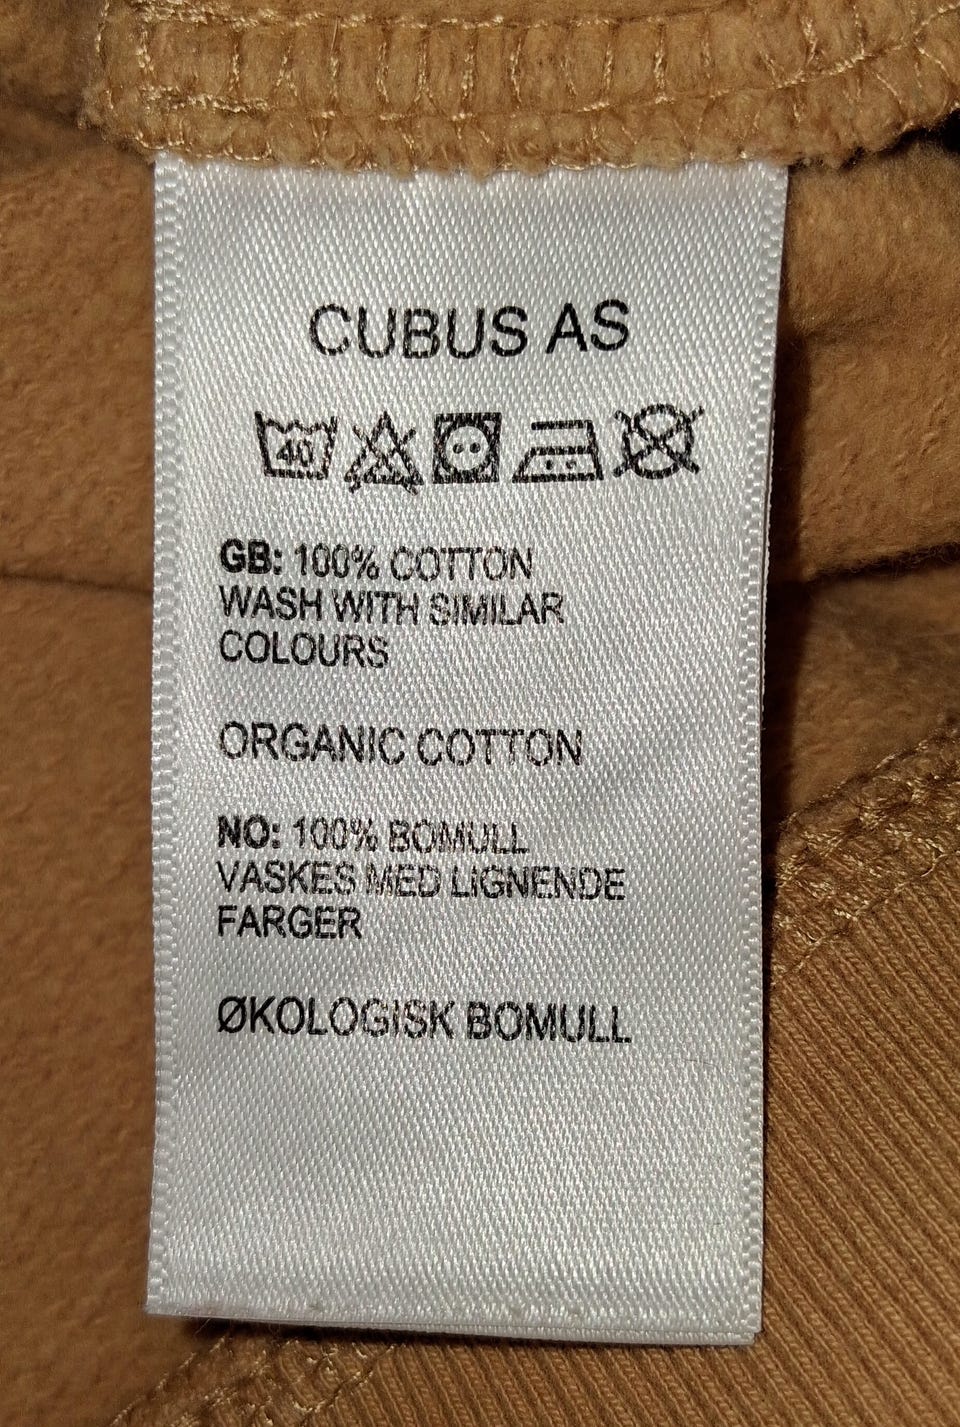 CUBUS AS
40
GB: 100% COTTON
WASH WITH SIMILAR
COLOURS
ORGANIC COTTON
NO: 100% BOMULL
VASKES MED LIGNENDE
FARGER
ØKOLOGISK BOMULL